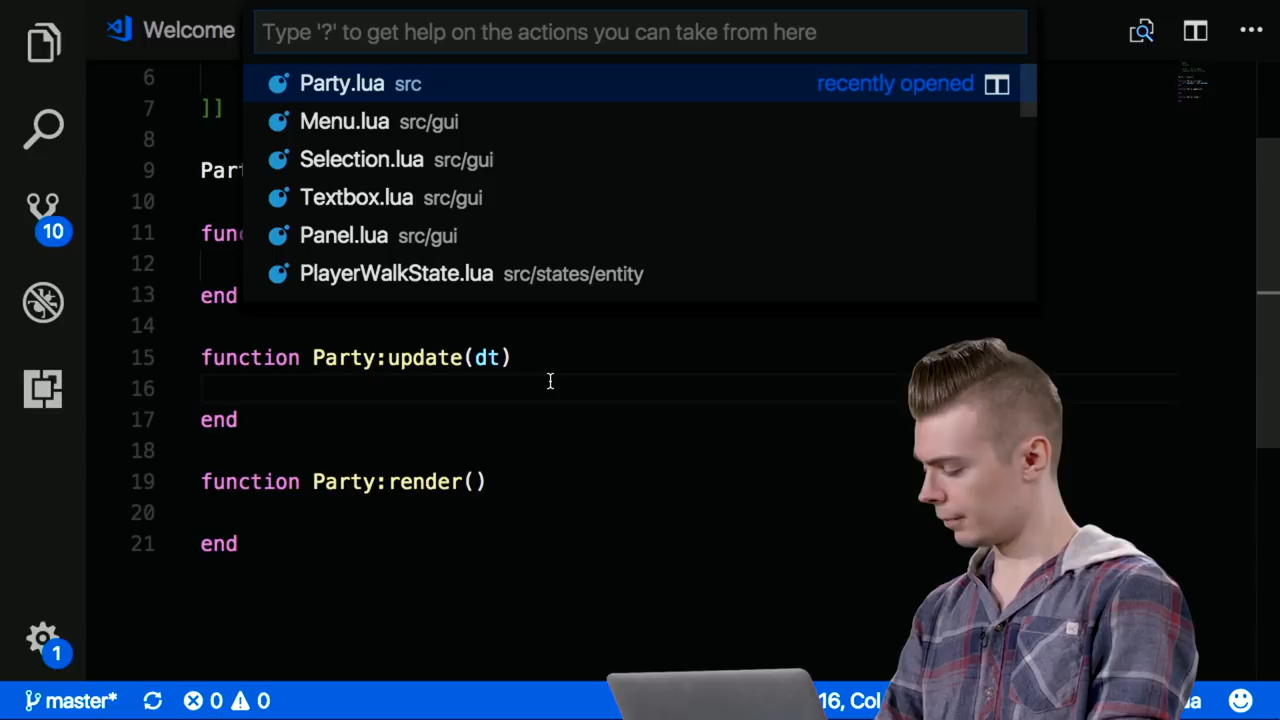 Welcome
Type '?' to get help on the actions you can take from here
Party.lua src recently opened
Menu.lua src/gui
Selection.lua src/gui
Textbox.lua src/gui
Panel.lua src/gui
PlayerWalkState.lua src/states/entity
6
7 ]]
8
9 Par
10
11 func
12
13 end
14
15 function Party:update(dt)
16
17 end
18
19 function Party:render()
20
21 end
10
1
master* 0 0 16, Col